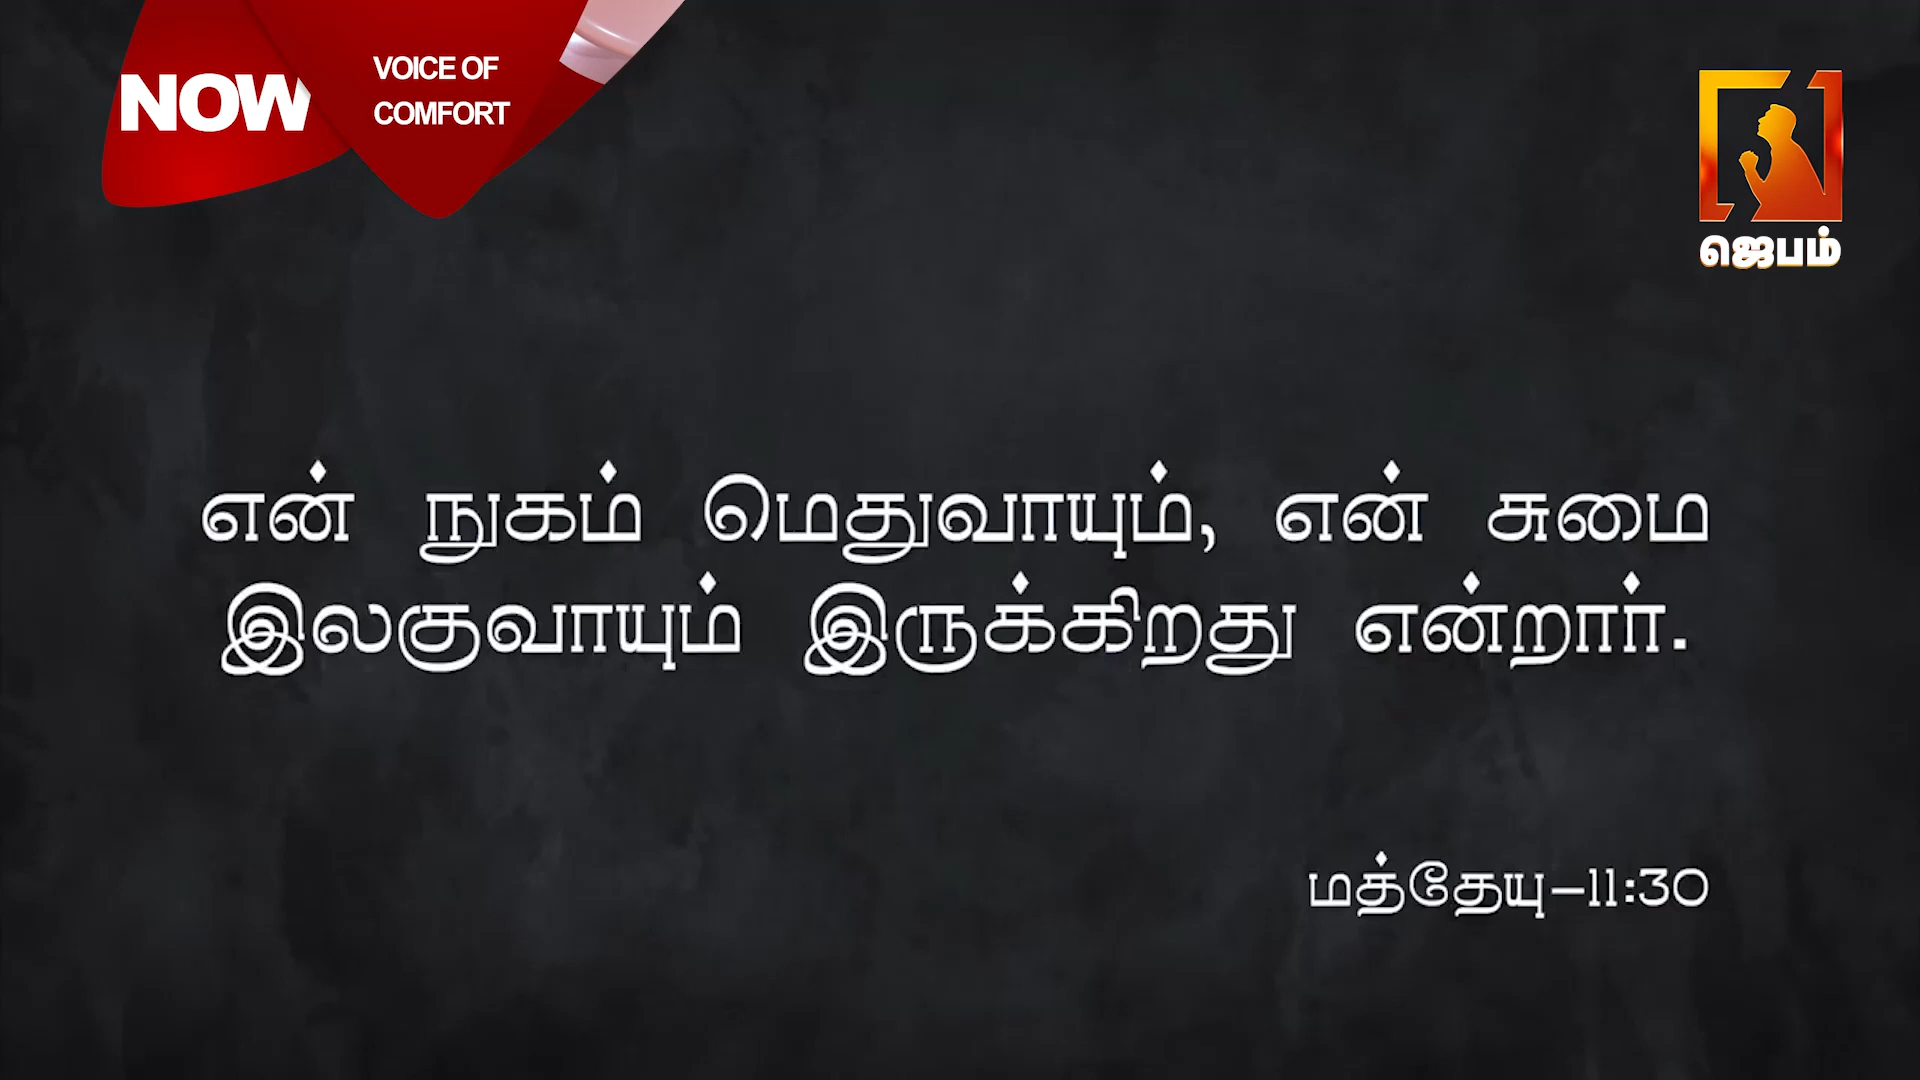 NOW
VOICE OF
COMFORT
ஜெபம்
என் நுகம் மெதுவாயும், என் சுமை
இலகுவாயும் இருக்கிறது என்றார்.
மத்தேயு-11:30